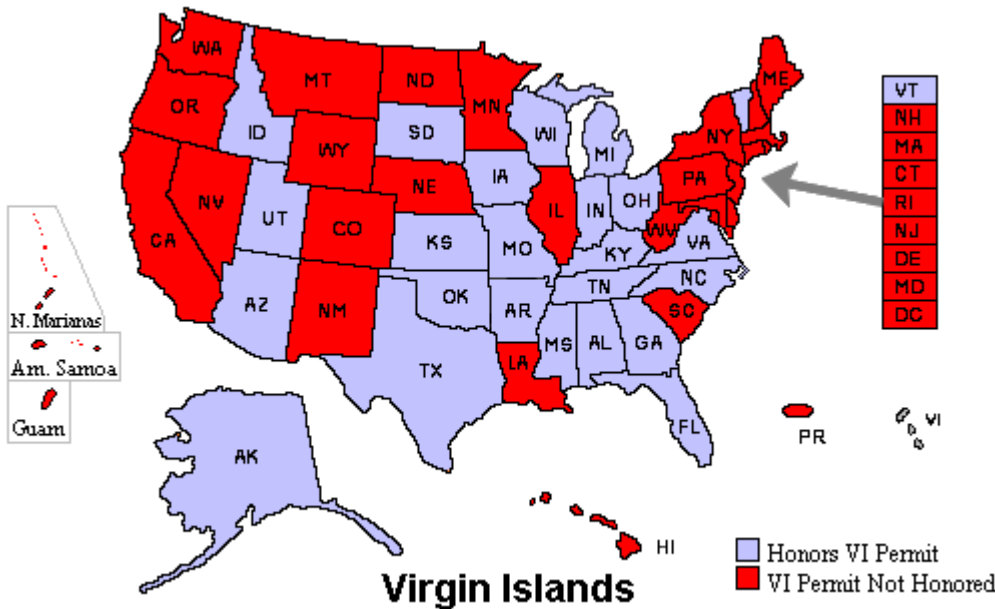 WA
MT
ND
MN
ME
VT
OR
ID
SD
WI
MI
NY
NH
MA
WY
IA
NE
PA
CT
RI
NV
UT
CO
IL
IN
OH
NJ
CA
KS
MO
WV
VA
KY
DE
MD
AZ
NM
OK
AR
TN
NC
SC
DC
N. Marianas
MS
AL
GA
LA
TX
Am. Samoa
FL
Guam
PR
VI
AK
HI
Honors VI Permit
VI Permit Not Honored
Virgin Islands